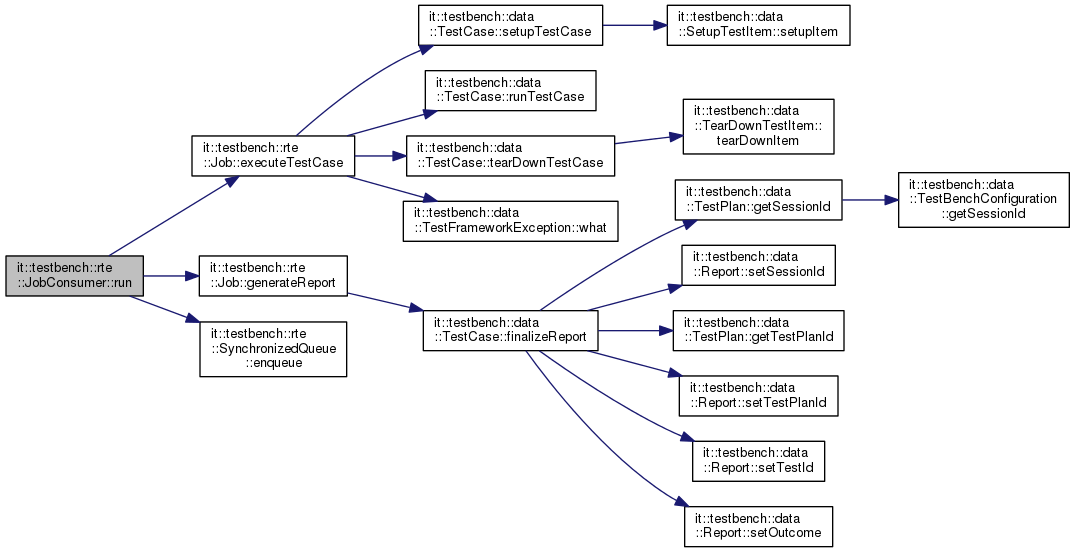 it::testbench::data
::TestCase::setupTestCase
it::testbench::data
::SetupTestItem::setupItem
it::testbench::data
::TestCase::runTestCase
it::testbench::data
::TearDownTestItem::
tearDownItem
it::testbench::rte
::Job::executeTestCase
it::testbench::data
::TestCase::tearDownTestCase
it::testbench::data
::TestPlan::getSessionId
it::testbench::data
::TestBenchConfiguration
::getSessionId
it::testbench::data
::TestFrameworkException::what
it::testbench::data
::Report::setSessionId
it::testbench::rte
::JobConsumer::run
it::testbench::rte
::Job::generateReport
it::testbench::data
::TestCase::finalizeReport
it::testbench::data
::TestPlan::getTestPlanId
it::testbench::rte
::SynchronizedQueue
::enqueue
it::testbench::data
::Report::setTestPlanId
it::testbench::data
::Report::setTestId
it::testbench::data
::Report::setOutcome